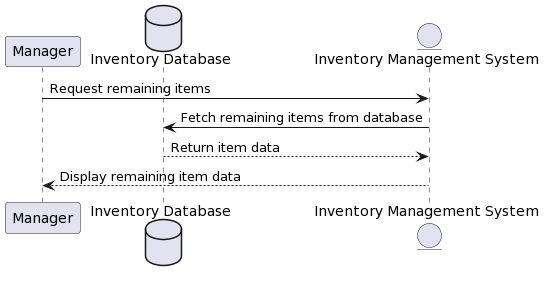 Manager
Inventory Database
Inventory Management System
Request remaining items
Fetch remaining items from database
Return item data
Display remaining item data
Manager
Inventory Database
Inventory Management System